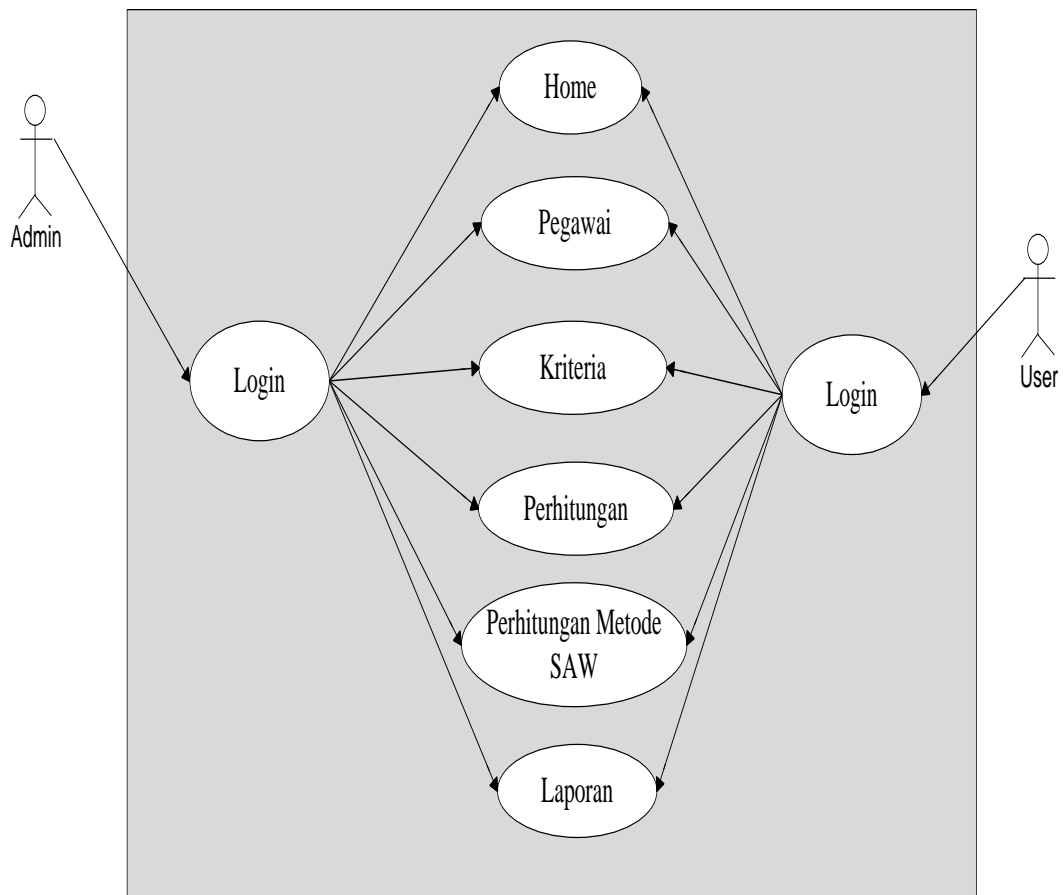 Home
Admin
Pegawai
Login
Kriteria
Login
User
Perhitungan
Perhitungan Metode
SAW
Laporan